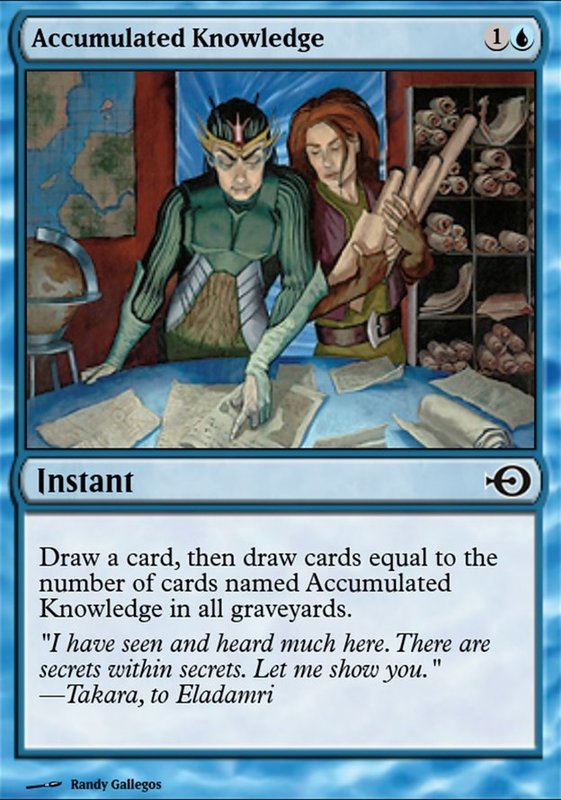 Accumulated Knowledge 1
Instant
Draw a card, then draw cards equal to the
number of cards named Accumulated
Knowledge in all graveyards.
"I have seen and heard much here. There are
secrets within secrets. Let me show you."
—Takara, to Eladamri
Randy Gallegos